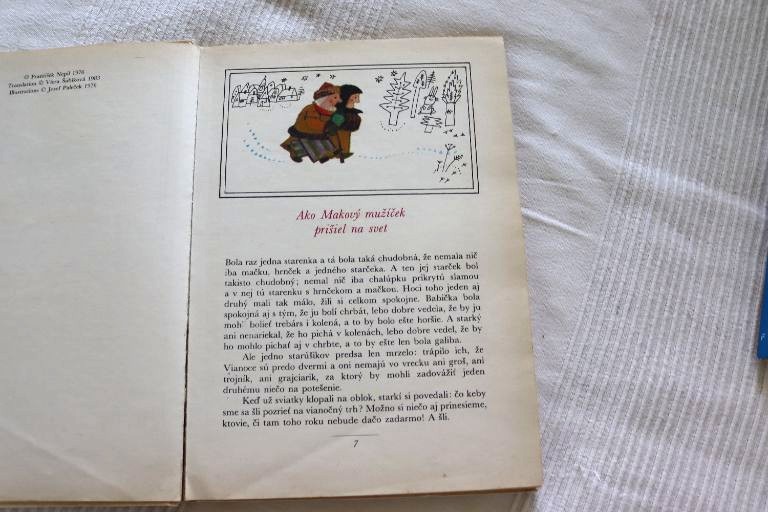 © František Nepil 1976
Translation © Viera Sabíková 1983
Illustrations © Josef Paleček 1976
Ako Makový mužíček
prišiel na svet
Bola raz jedna starenka a tá bola taká chudobná, že nemala nič
iba mačku, hrnček a jedného starčeka. A ten jej starček bol
takisto chudobný; nemal nič iba chalúpku prikrytú slamou
a v nej tú starenku s hrnčekom a mačkou. Hoci toho jeden aj
druhý mali tak málo, žili si celkom spokojne. Babička bola
spokojná aj s tým, že ju bolí chrbát, lebo dobre vedela, že by ju
moh' bolieť trebárs i kolená, a to by bolo ešte horšie. A starký
ani nenariekal, že ho pichá v kolenách, lebo dobre vedel, že by
ho mohlo pichať aj v chrbte, a to by ešte len bola galiba.
Ale jedno starúšikov predsa len mrzelo: trápilo ich, že
Vianoce sú predo dvermi a oni nemajú vo vrecku ani groš, ani
trojník, ani grajciarik, za ktorý by mohli zadovážiť jeden
druhému niečo na potešenie.
Keď už sviatky klopali na oblok, starkí si povedali: čo keby
sme sa šli pozrieť na vianočný trh? Možno si niečo aj prinesieme,
ktovie, či tam toho roku nebude dačo zadarmo! A šli.
7